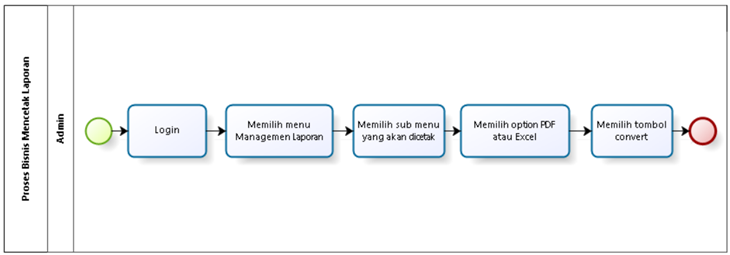 Proses Bisnis Mencetak Laporan
Admin
Login
Memilih menu
Managemen Laporan
Memilih sub menu
yang akan dicetak
Memilih option PDF
atau Excel
Memilih tombol
convert